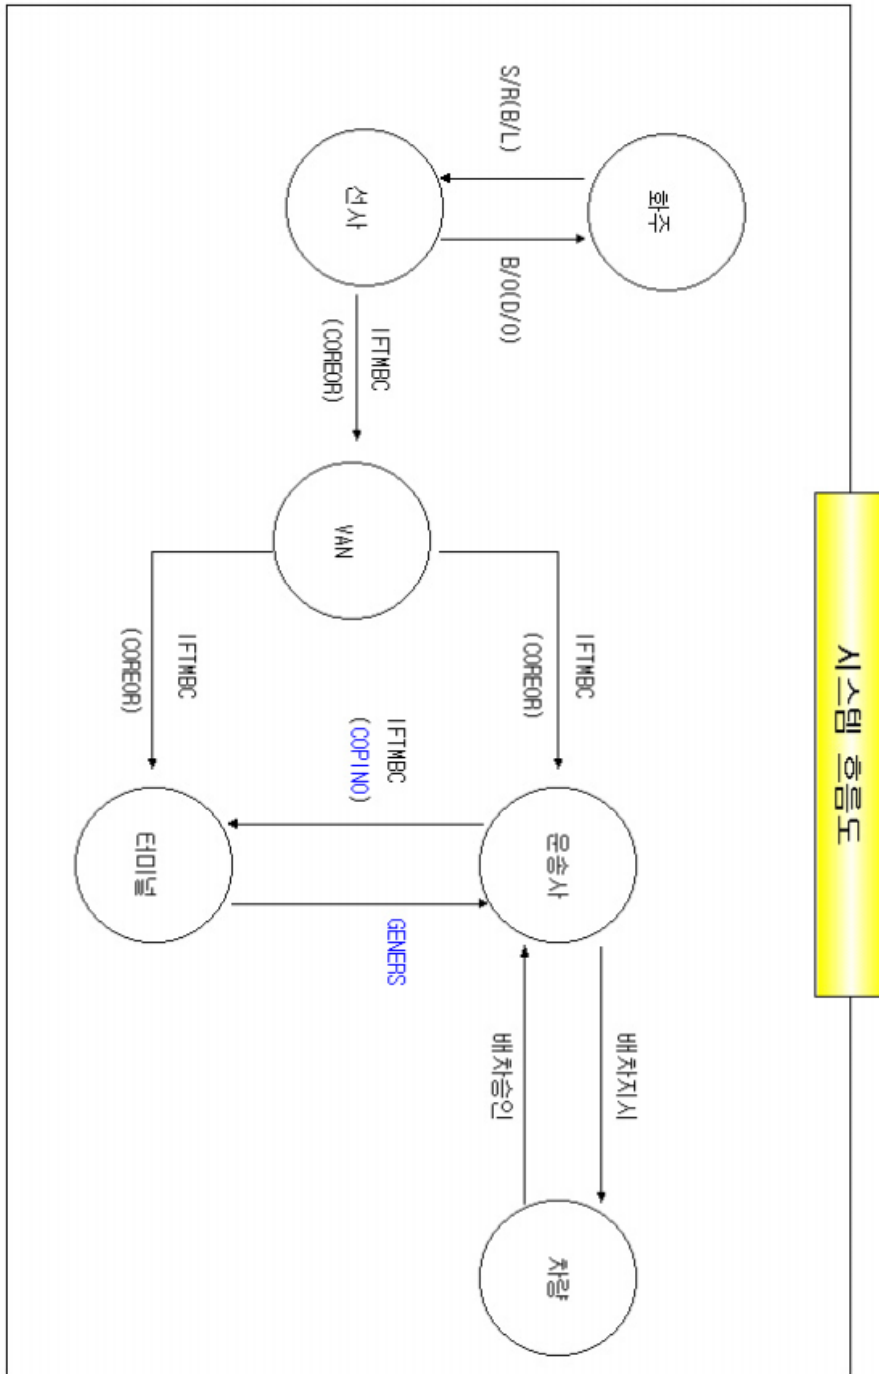 시스템 흐름도
화주
S/R(B/L)
B/O(D/O)
선사
IFTMBC
(COREOR)
VAN
IFTMBC
(COREOR)
운송사
배차지시
배차승인
차량
IFTMBC
(COPINO)
GENERS
IFTMBC
(COREOR)
터미널